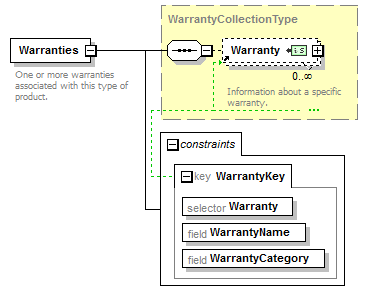 WarrantyCollectionType
Warranties
Warranty
is
0..∞
One or more warranties
associated with this type of
product.
Information about a specific
warranty.
constraints
key WarrantyKey
selector Warranty
field WarrantyName
field WarrantyCategory